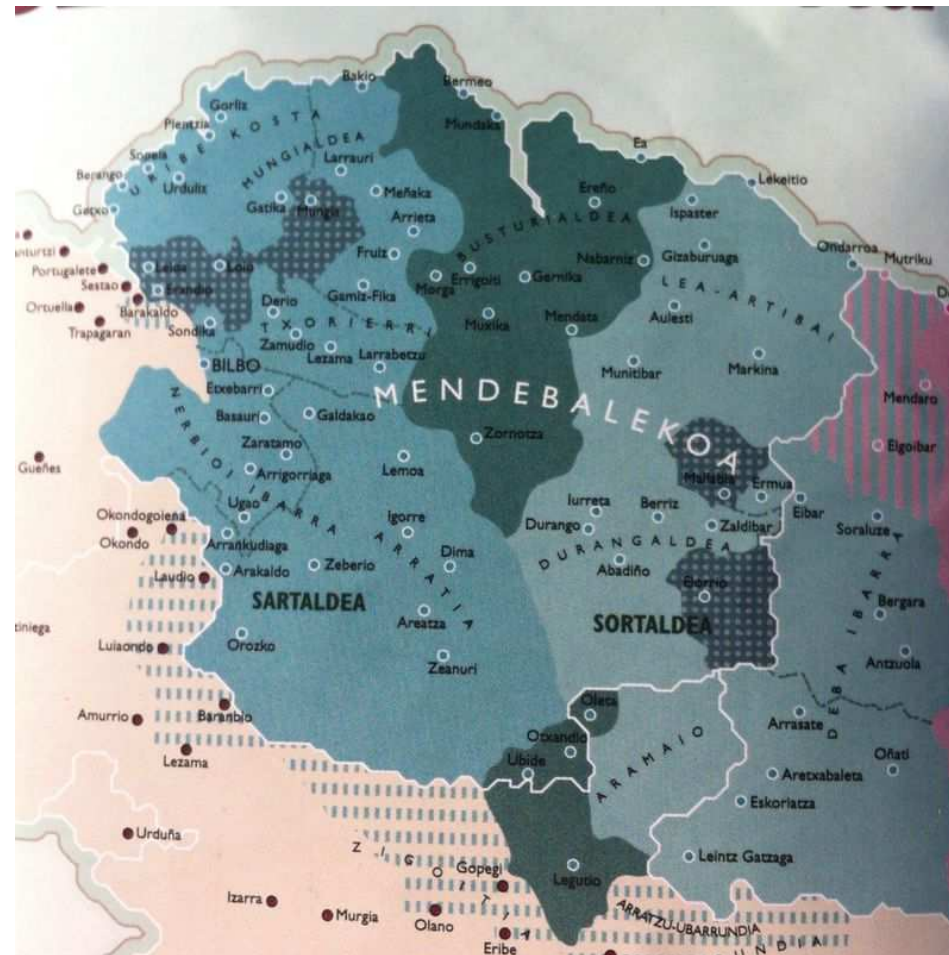 Bakio
Bermeo
Gorliz
Plentzia
Mundaka
URIBE KOSTA
MUNGIALDEA
Ea
Sopela
Larrauri
Berango
Urduliz
Lekeitio
Meñaka
Ereño
Getxo
Gatika
Mungia
Ispaster
Arrieta
BUSTURIALDEA
Ondarroa
Mutriku
Fruiz
Nabarniz
Gizaburuaga
Portugalete
Leioa
Loiu
Errigoiti
Gernika
LEA-ARTIBAI
Sestao
Erandio
Morga
Gamiz-Fika
Ortuella
Barakaldo
Derio
Muxika
Mendata
Aulesti
Trapagaran
Sondika
TXORIERRI
Zamudio
Lezama
Larrabetzu
Markina
BILBO
Munitibar
Etxebarri
MENDEBALEKOA
Mendaro
Basauri
Galdakao
Zornotza
Elgoibar
Zaratamo
NERBIOI IBARRA
Gueñes
Arrigorriaga
Lemoa
Mallabia
Ermua
Ugao
Igorre
Iurreta
Berriz
Eibar
Okondogoiena
Durango
Zaldibar
Soraluze
Okondo
Arrankudiaga
Dima
DURANGALDEA
ARRATIA
Laudio
Arakaldo
Zeberio
Abadiño
Elorrio
DEBA IBARRA
SARTALDEA
Areatza
Bergara
SORTALDEA
Luiaondo
Orozko
Zeanuri
Antzuola
Amurrio
Baranbio
Oleta
Arrasate
Lezama
Otxandio
ARAMAIO
Oñati
Ubide
Aretxabaleta
Eskoriatza
Urduña
ZIGOITIA
Leintz Gatzaga
Gopegi
Legutio
Izarra
Murgia
Olano
ARRATZU-UBARRUNDIA
Eribe